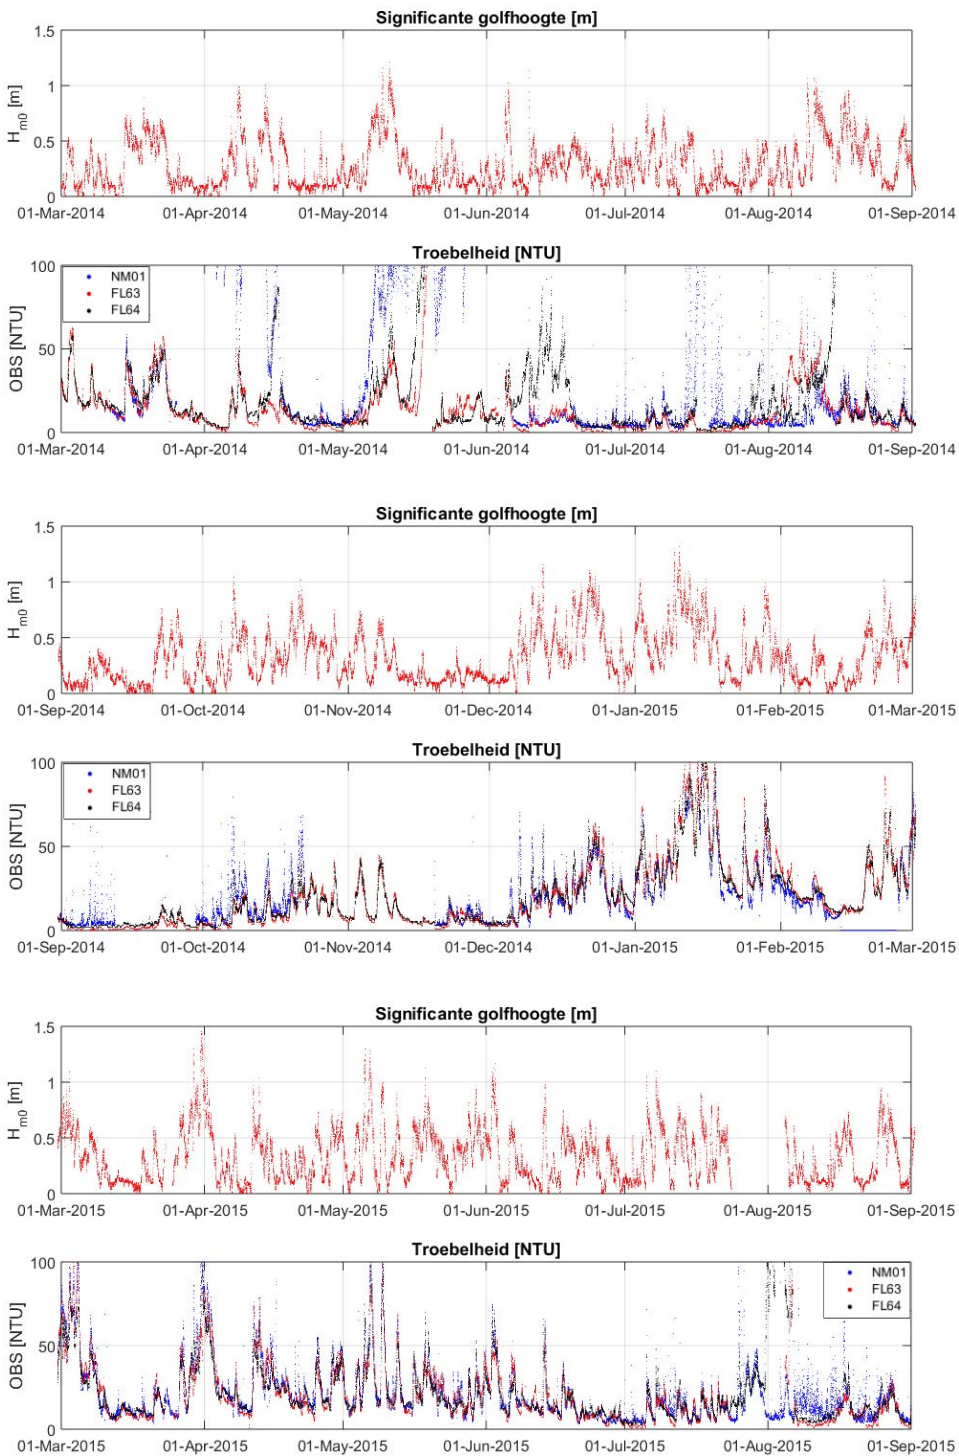 Significante golfhoogte [m]
1.5
1
0.5
0
Hm0 [m]
01-Mar-2014 01-Apr-2014 01-May-2014 01-Jun-2014 01-Jul-2014 01-Aug-2014 01-Sep-2014
Troebelheid [NTU]
100
50
0
OBS [NTU]
NM01
FL63
FL64
01-Mar-2014 01-Apr-2014 01-May-2014 01-Jun-2014 01-Jul-2014 01-Aug-2014 01-Sep-2014
Significante golfhoogte [m]
1.5
1
0.5
0
Hm0 [m]
01-Sep-2014 01-Oct-2014 01-Nov-2014 01-Dec-2014 01-Jan-2015 01-Feb-2015 01-Mar-2015
Troebelheid [NTU]
100
50
0
OBS [NTU]
NM01
FL63
FL64
01-Sep-2014 01-Oct-2014 01-Nov-2014 01-Dec-2014 01-Jan-2015 01-Feb-2015 01-Mar-2015
Significante golfhoogte [m]
1.5
1
0.5
0
Hm0 [m]
01-Mar-2015 01-Apr-2015 01-May-2015 01-Jun-2015 01-Jul-2015 01-Aug-2015 01-Sep-2015
Troebelheid [NTU]
100
50
0
OBS [NTU]
NM01
FL63
FL64
01-Mar-2015 01-Apr-2015 01-May-2015 01-Jun-2015 01-Jul-2015 01-Aug-2015 01-Sep-2015